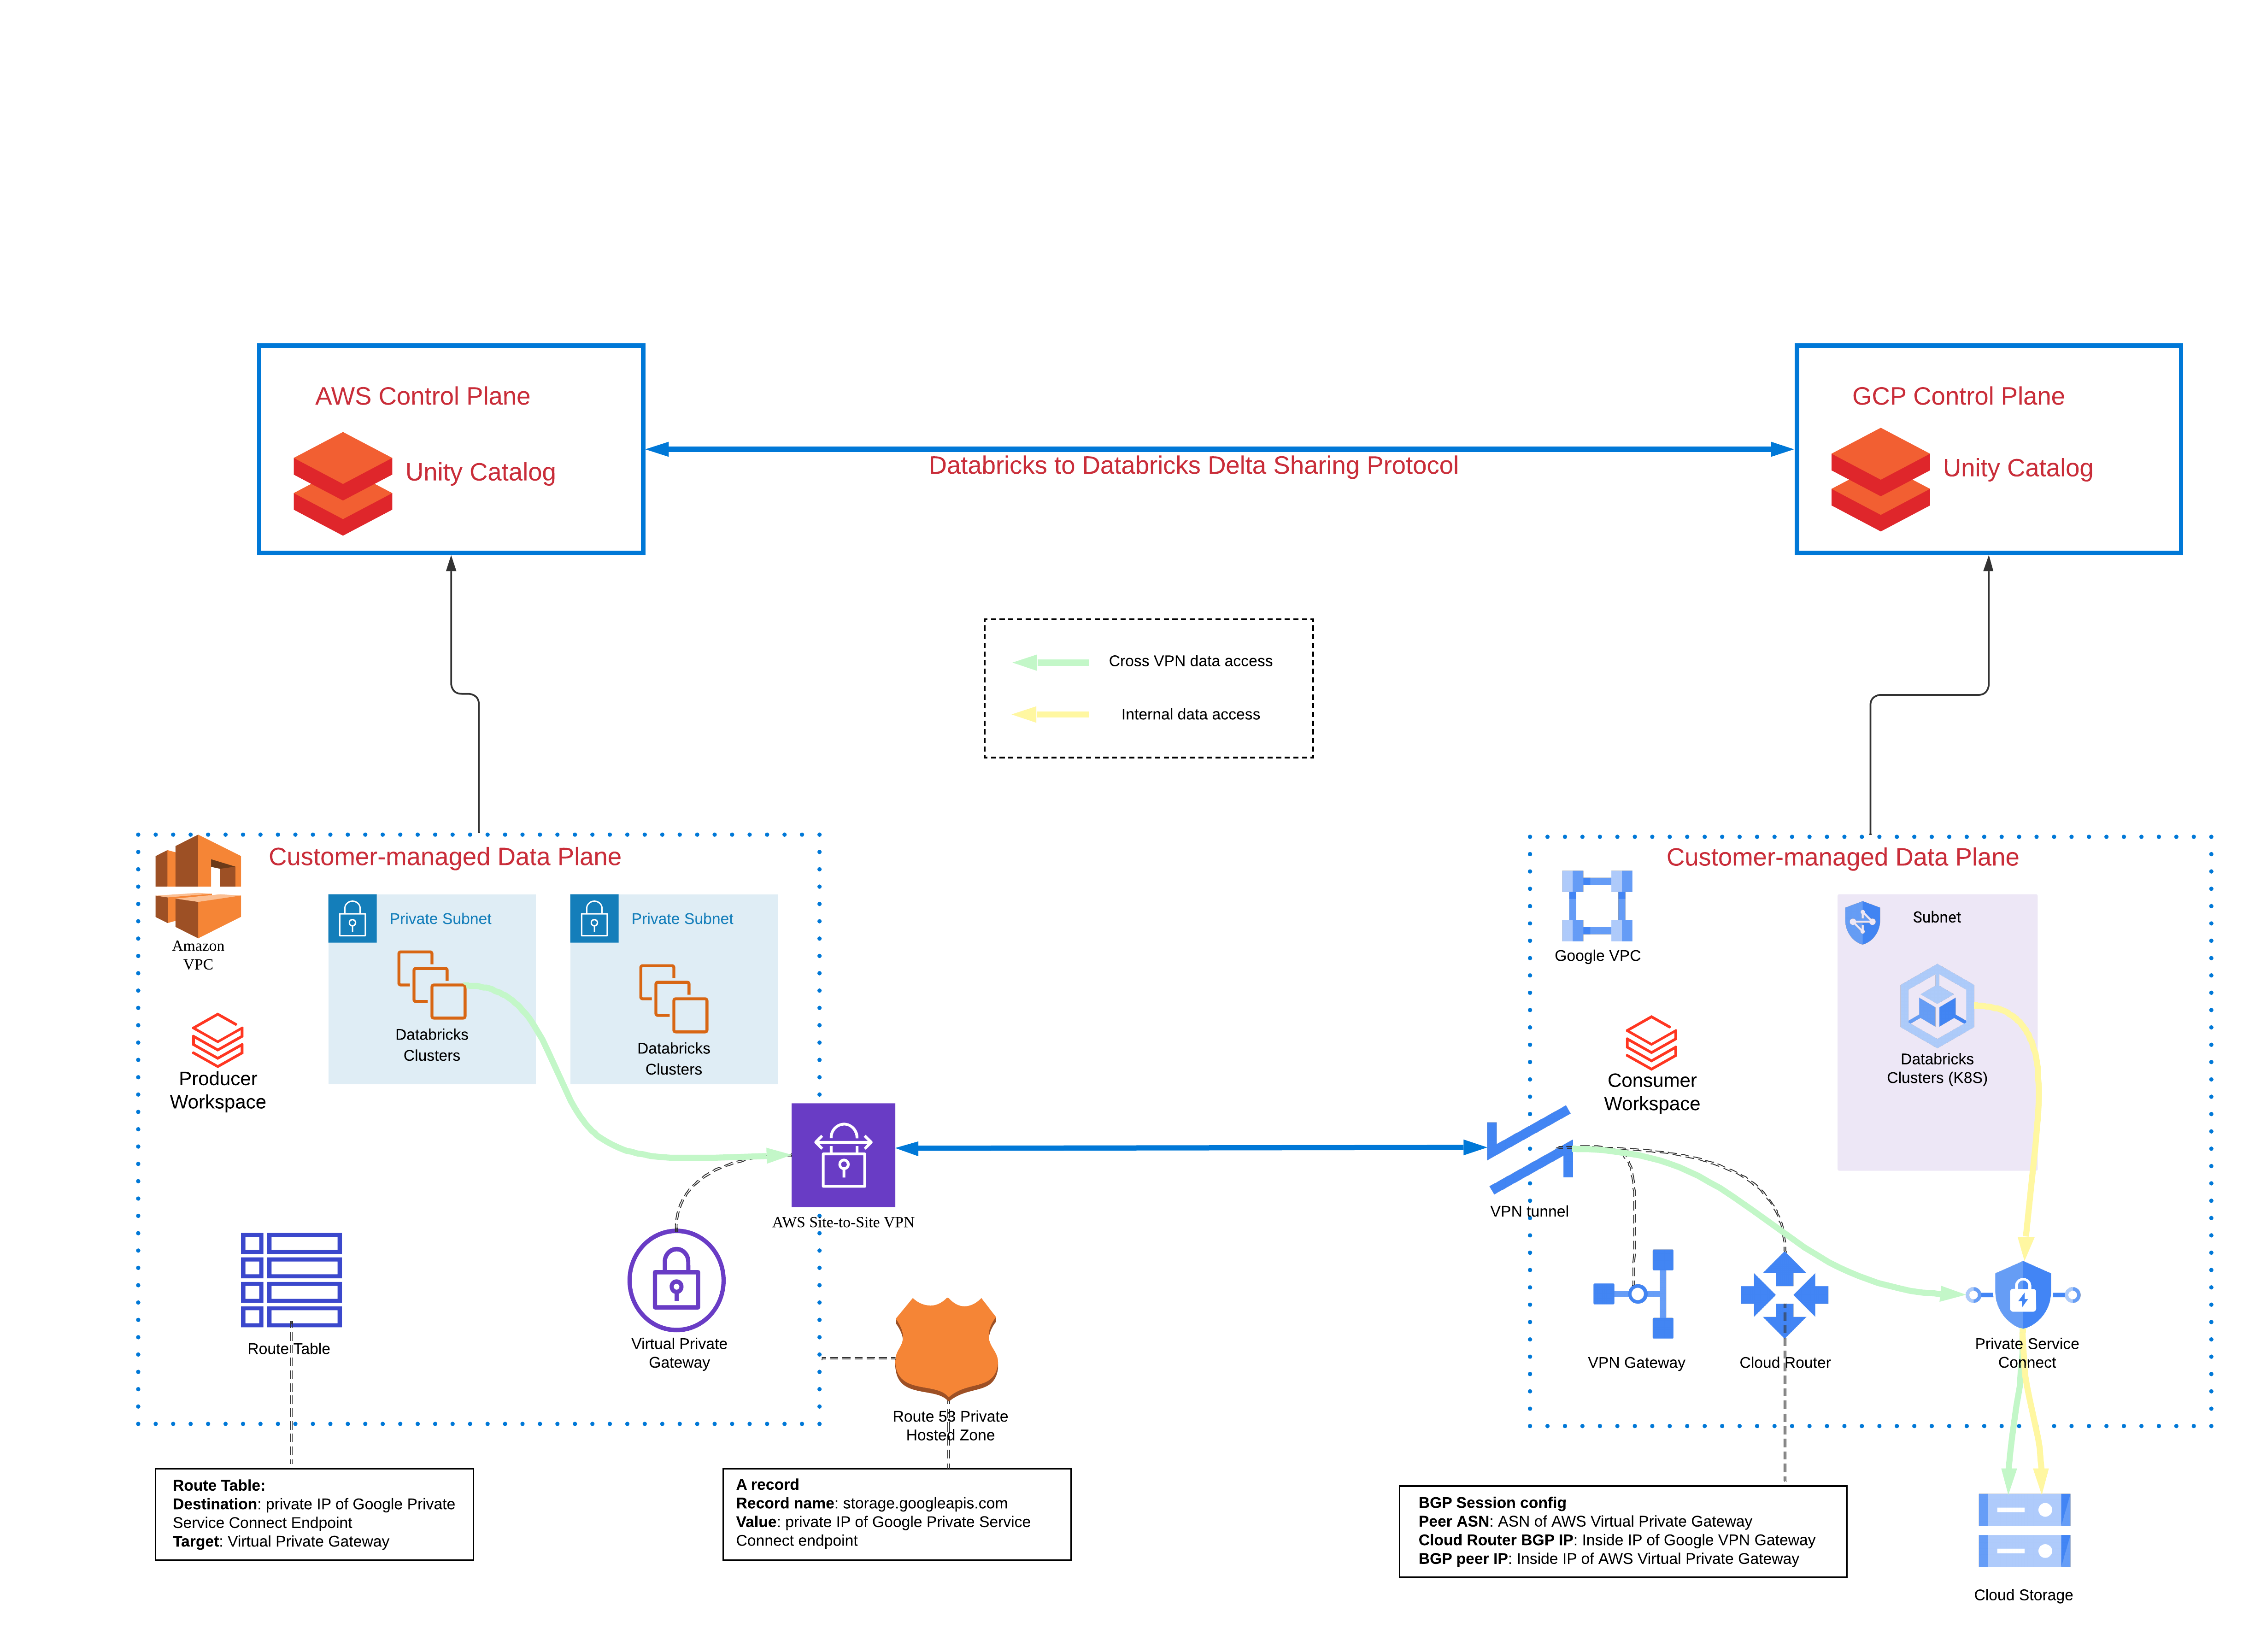 AWS Control Plane
Unity Catalog
GCP Control Plane
Unity Catalog
Databricks to Databricks Delta Sharing Protocol
Cross VPN data access
Internal data access
Customer-managed Data Plane
Amazon
VPC
Private Subnet
Databricks
Clusters
Private Subnet
Databricks
Clusters
Producer
Workspace
AWS Site-to-Site VPN
Route Table
Virtual Private
Gateway
Route 53 Private
Hosted Zone
Customer-managed Data Plane
Google VPC
Subnet
Databricks
Clusters (K8S)
Consumer
Workspace
VPN tunnel
VPN Gateway
Cloud Router
Private Service
Connect
Route Table:
Destination: private IP of Google Private
Service Connect Endpoint
Target: Virtual Private Gateway
A record
Record name: storage.googleapis.com
Value: private IP of Google Private Service
Connect endpoint
BGP Session config
Peer ASN: ASN of AWS Virtual Private Gateway
Cloud Router BGP IP: Inside IP of Google VPN Gateway
BGP peer IP: Inside IP of AWS Virtual Private Gateway
Cloud Storage